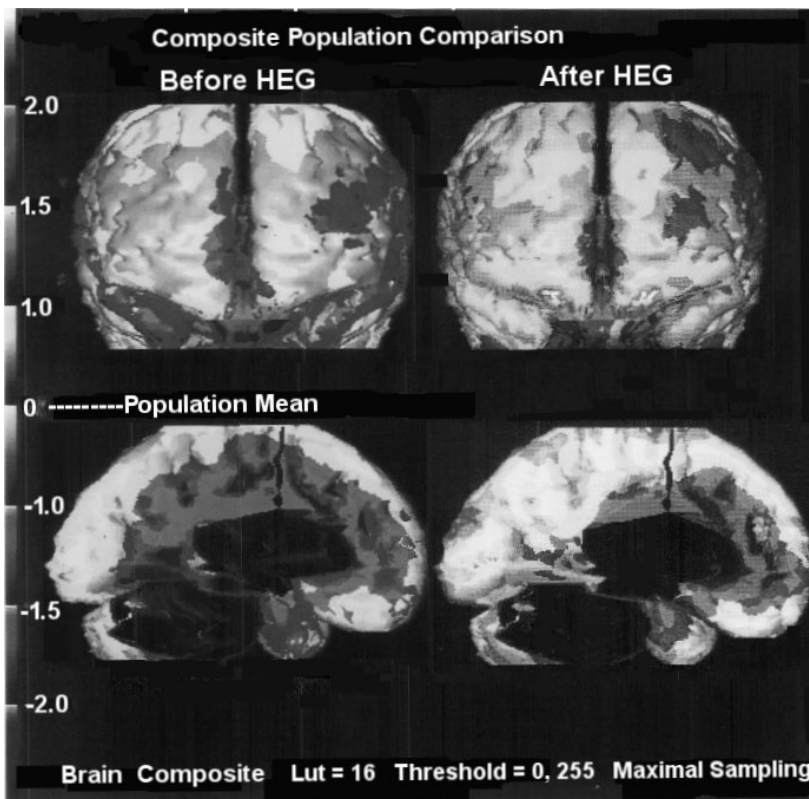 Composite Population Comparison
Before HEG
After HEG
2.0
1.5
1.0
0 ---------Population Mean
-1.0
-1.5
-2.0
Brain Composite Lut = 16 Threshold = 0, 255 Maximal Sampling